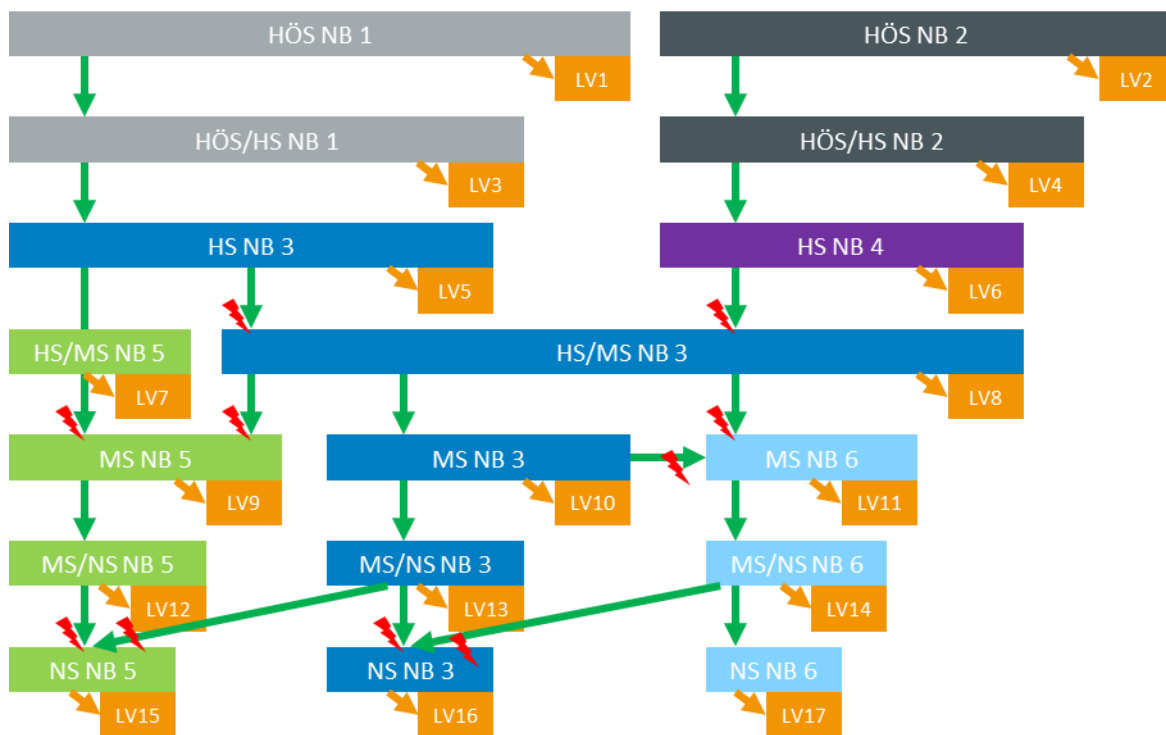 HÖS NB 1
HÖS NB 2
LV1
LV2
HÖS/HS NB 1
HÖS/HS NB 2
LV3
LV4
HS NB 3
HS NB 4
LV5
LV6
HS/MS NB 5
HS/MS NB 3
LV7
LV8
MS NB 5
MS NB 3
MS NB 6
LV9
LV10
LV11
MS/NS NB 5
MS/NS NB 3
MS/NS NB 6
LV12
LV13
LV14
NS NB 5
NS NB 3
NS NB 6
LV15
LV16
LV17